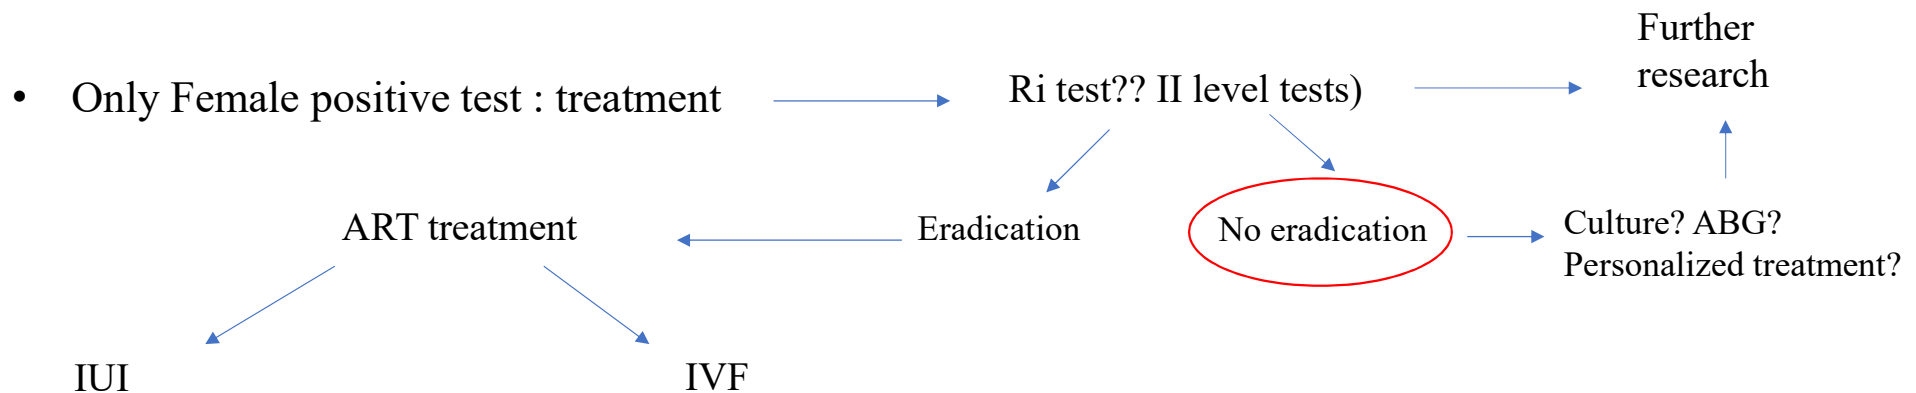 • Only Female positive test : treatment
Ri test?? II level tests)
Further
research
ART treatment
Eradication
No eradication
Culture? ABG?
Personalized treatment?
IUI
IVF